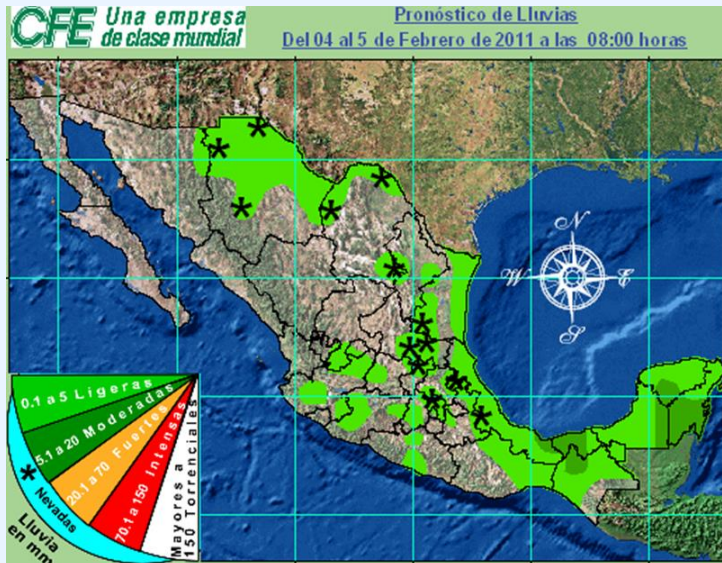 CFE Una empresa
de clase mundial
Pronóstico de Lluvias
Del 04 al 5 de Febrero de 2011 a las 08:00 horas
N
W E
S
0.1 a 5 Ligeras
5.1 a 20 Moderadas
20.1 a 70 Fuertes
70.1 a 150 Intensas
Mayores a
150 Torrenciales
* Nevadas
Lluvia
en mm